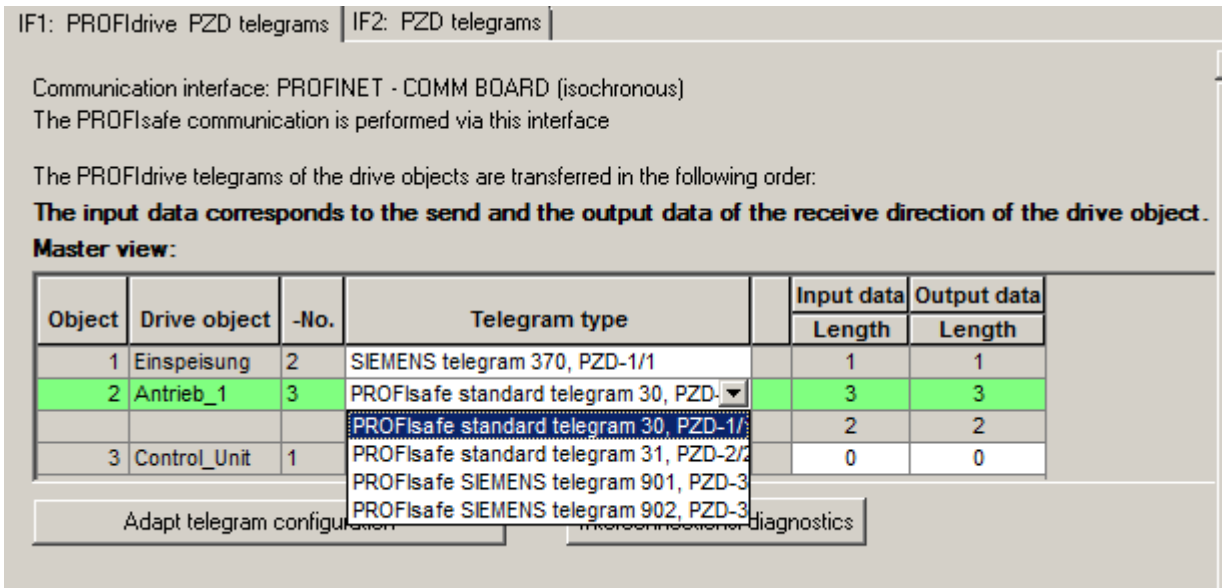 IF1: PROFIdrive PZD telegrams IF2: PZD telegrams
Communication interface: PROFINET - COMM BOARD (isochronous)
The PROFIsafe communication is performed via this interface
The PROFIdrive telegrams of the drive objects are transferred in the following order:
The input data corresponds to the send and the output data of the receive direction of the drive object.
Master view:
Object Drive object -No. Telegram type Input data Output data
Length Length
1 Einspeisung 2 SIEMENS telegram 370, PZD-1/1 1 1
2 Antrieb_1 3 PROFIsafe standard telegram 30, PZD- 3 3
PROFIsafe standard telegram 30, PZD-1/ 2 2
PROFIsafe standard telegram 31, PZD-2/2
3 Control_Unit 1 0 0
PROFIsafe SIEMENS telegram 901, PZD-3
PROFIsafe SIEMENS telegram 902, PZD-3
Adapt telegram configuration diagnostics